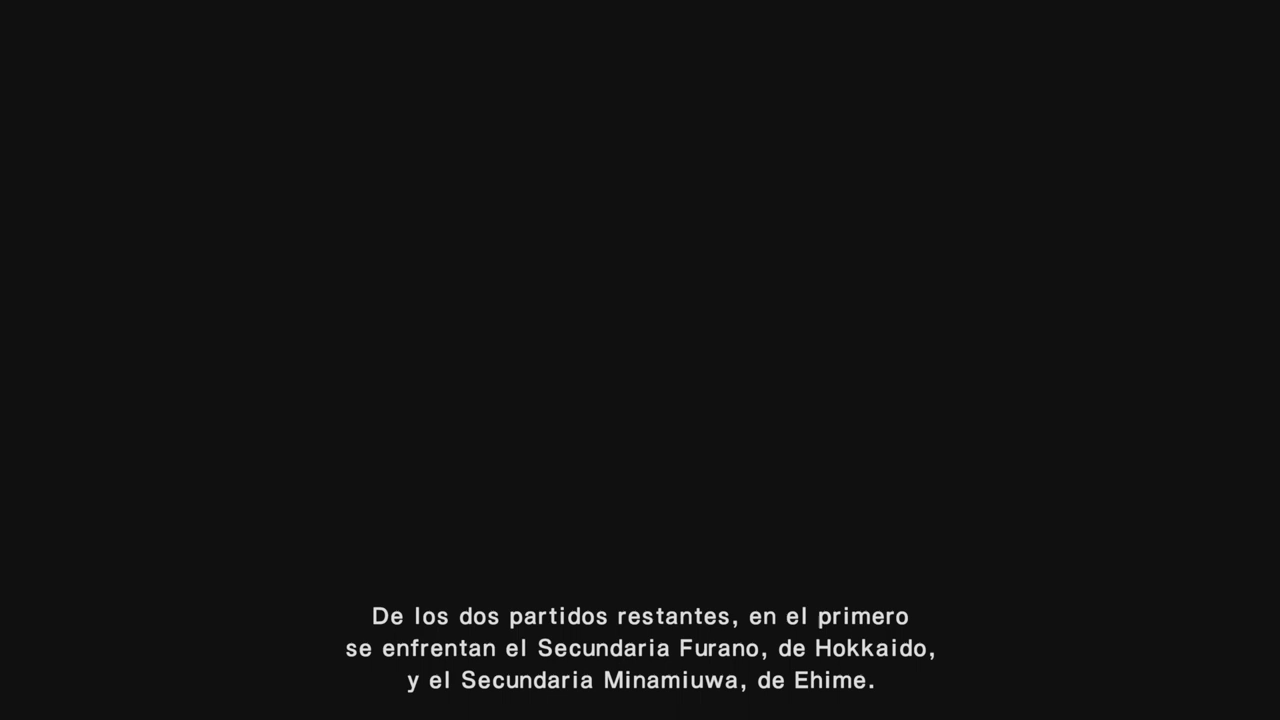 De los dos partidos restantes, en el primero
se enfrentan el Secundaria Furano, de Hokkaido,
y el Secundaria Minamiuwa, de Ehime.